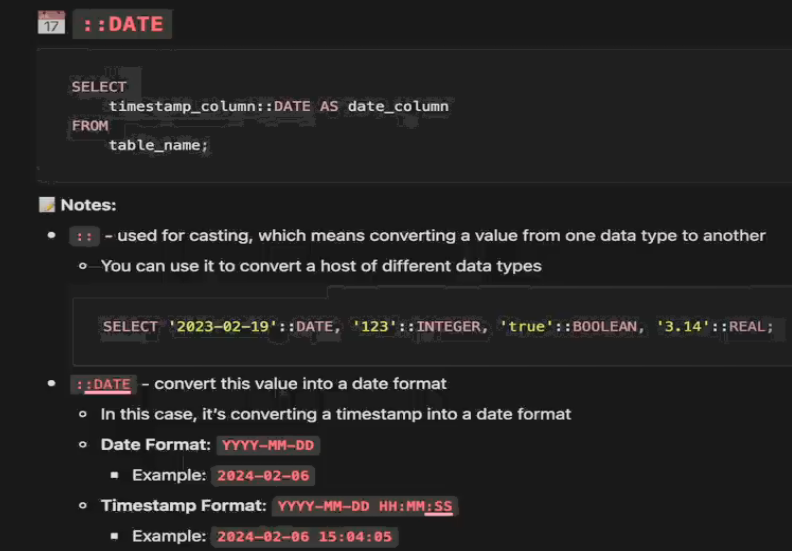 17 ::DATE
SELECT
timestamp_column::DATE AS date_column
FROM
table_name;
Notes:
:: - used for casting, which means converting a value from one data type to another
You can use it to convert a host of different data types
SELECT '2023-02-19'::DATE, '123'::INTEGER, 'true'::BOOLEAN, '3.14'::REAL;
::DATE – convert this value into a date format
In this case, it's converting a timestamp into a date format
Date Format: YYYY-MM-DD
Example: 2024-02-06
Timestamp Format: YYYY-MM-DD HH:MM:SS
Example: 2024-02-06 15:04:05